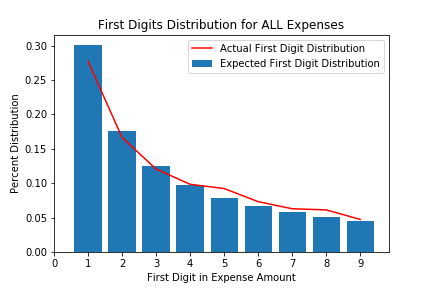 First Digits Distribution for ALL Expenses
Actual First Digit Distribution
Expected First Digit Distribution
Percent Distribution
0.30
0.25
0.20
0.15
0.10
0.05
0.00
0 1 2 3 4 5 6 7 8 9
First Digit in Expense Amount